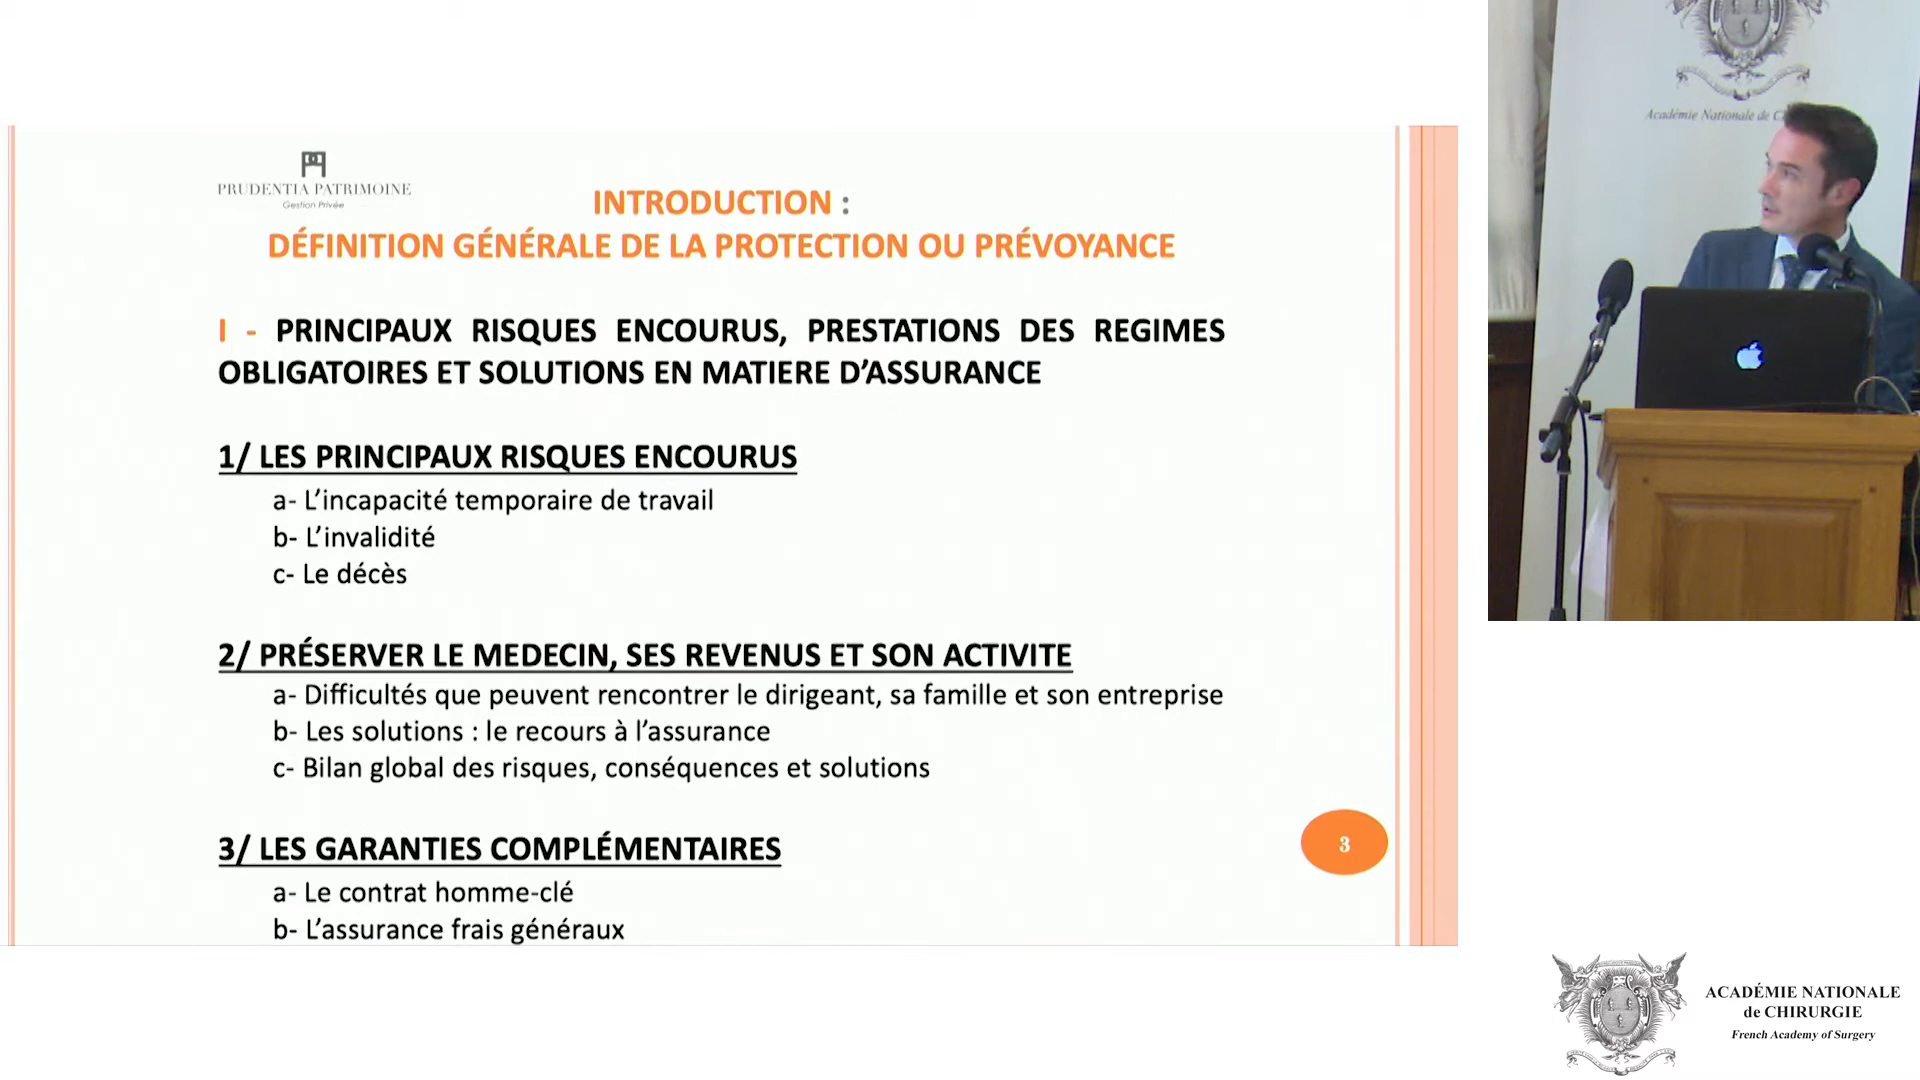 PRUDENTIA PATRIMOINE
Gestion Privée
INTRODUCTION :
DÉFINITION GÉNÉRALE DE LA PROTECTION OU PRÉVOYANCE
I - PRINCIPAUX RISQUES ENCOURUS, PRESTATIONS DES REGIMES
OBLIGATOIRES ET SOLUTIONS EN MATIERE D’ASSURANCE
1/ LES PRINCIPAUX RISQUES ENCOURUS
a- L’incapacité temporaire de travail
b- L’invalidité
c- Le décès
2/ PRÉSERVER LE MEDECIN, SES REVENUS ET SON ACTIVITE
a- Difficultés que peuvent rencontrer le dirigeant, sa famille et son entreprise
b- Les solutions : le recours à l’assurance
c- Bilan global des risques, conséquences et solutions
3/ LES GARANTIES COMPLÉMENTAIRES
a- Le contrat homme-clé
b- L’assurance frais généraux
3
Académie Nationale de
ACADÉMIE NATIONALE
de CHIRURGIE
French Academy of Surgery